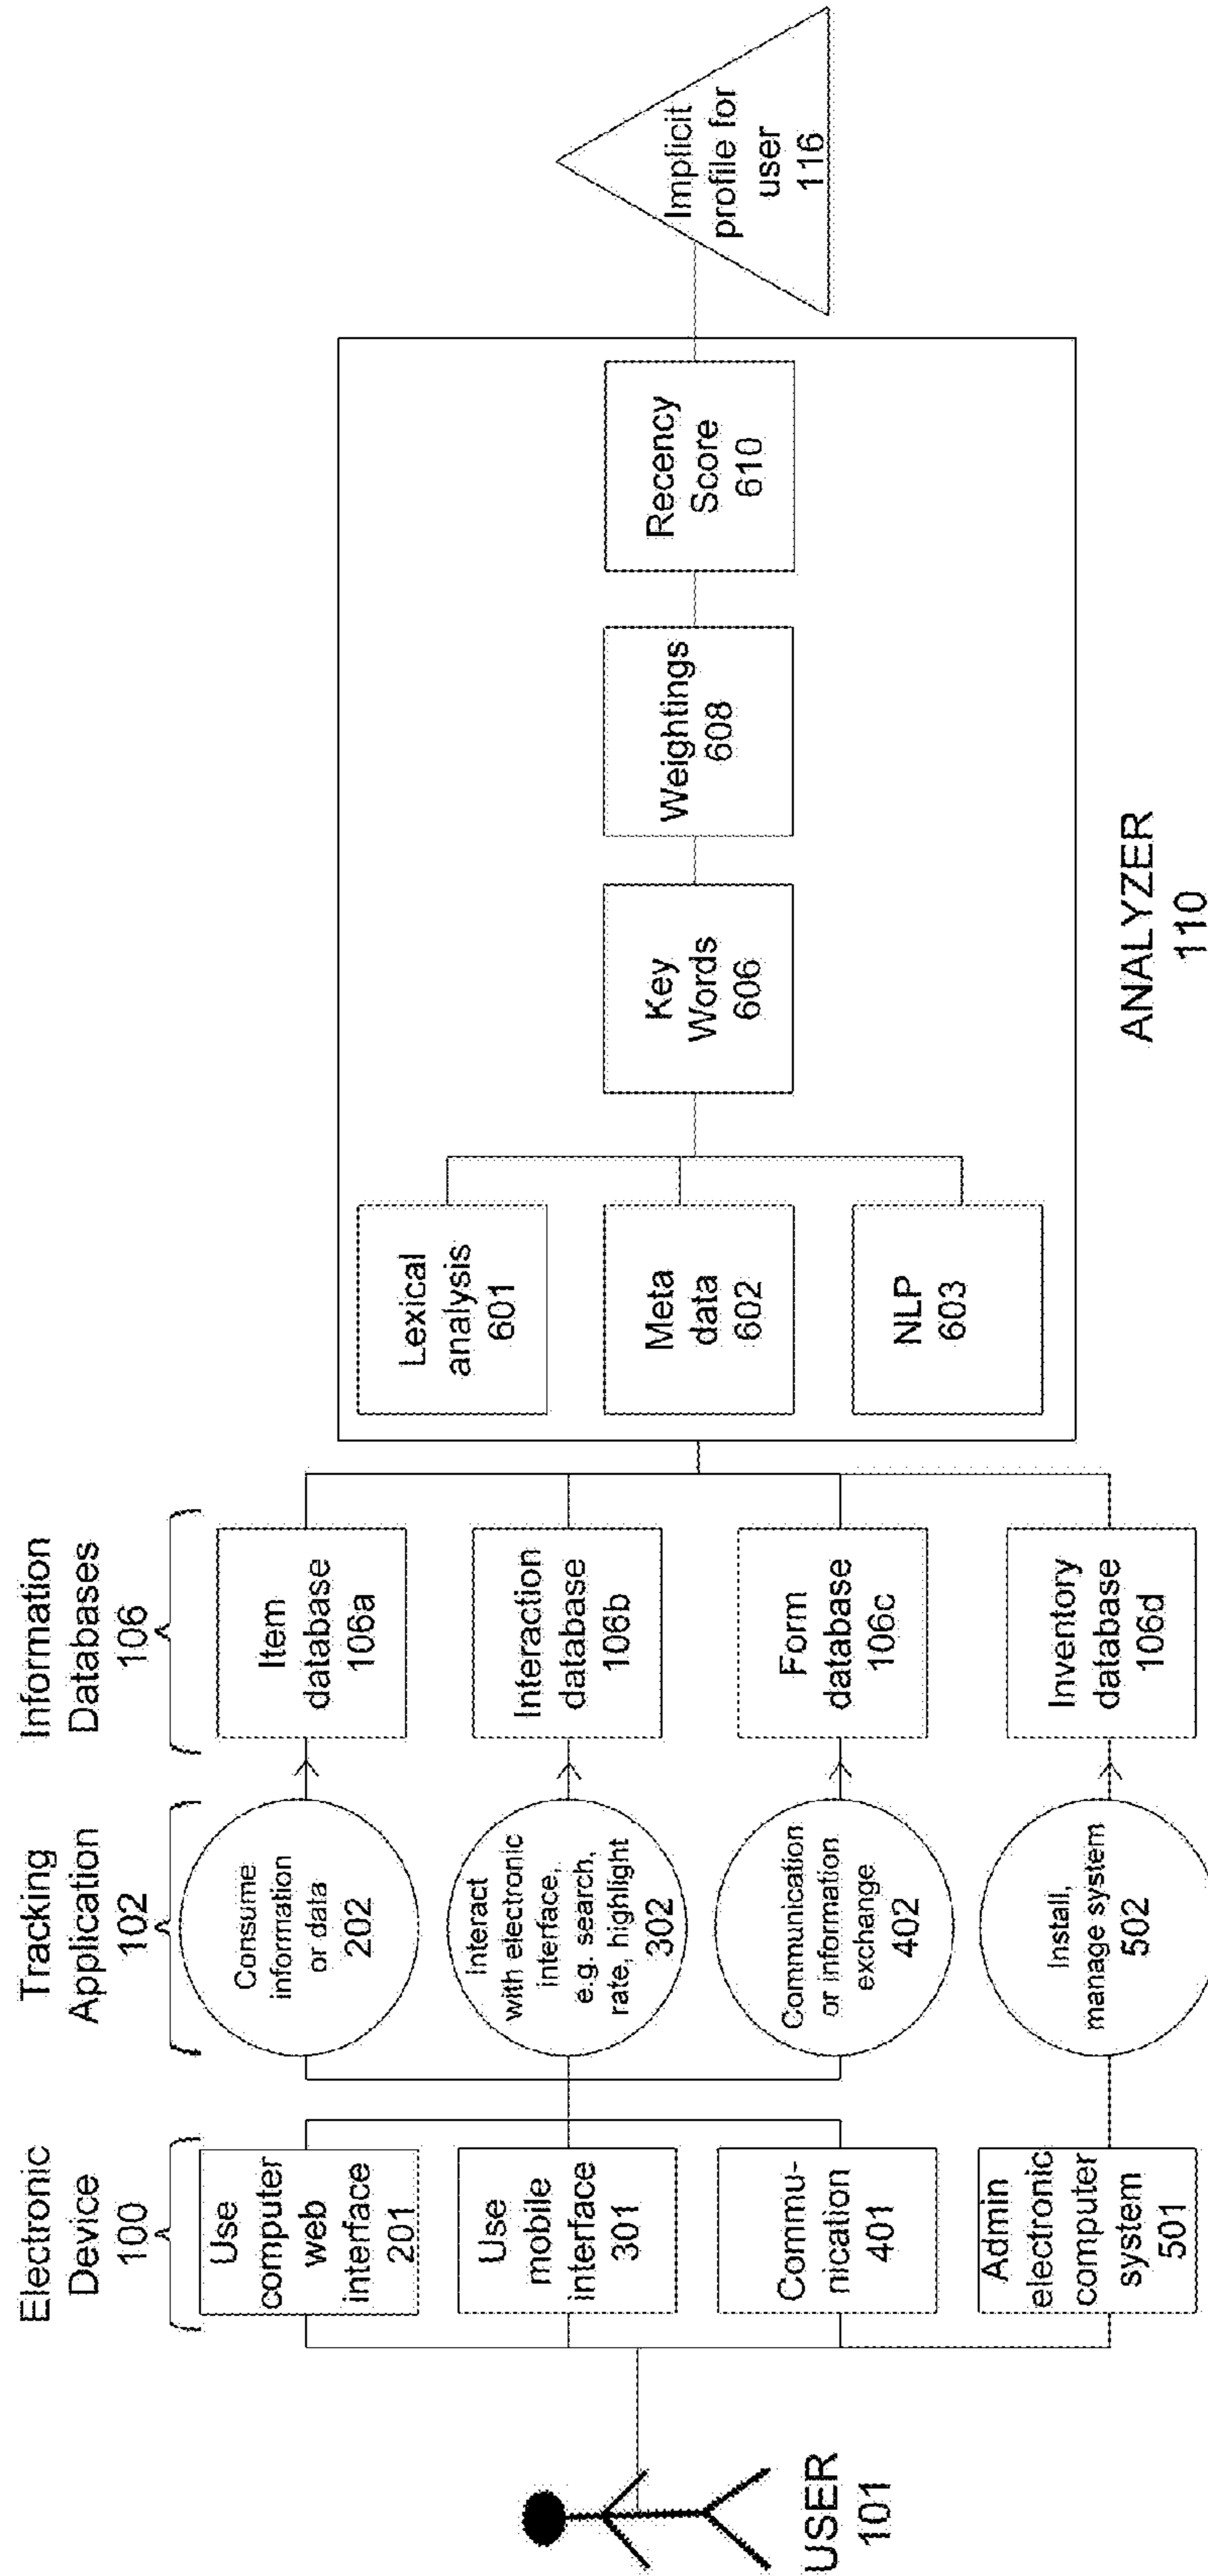 Electronic
Device
100
Tracking
Application
102
Information
Databases
106
Use
computer
web
interface
201
Use
mobile
interface
301
Commu-
nication
401
Admin
electronic
computer
system
501
Consume
information
or data
202
Interact
with electronic
interface,
e.g. search,
rate, highlight
302
Communication
or information
exchange
402
Install,
manage system
502
Item
database
106a
Interaction
database
106b
Form
database
106c
Inventory
database
106d
Lexical
analysis
601
Meta
data
602
NLP
603
Key
Words
606
Weightings
608
Recency
Score
610
Implicit
profile for
user
116
USER
101
ANALYZER
110